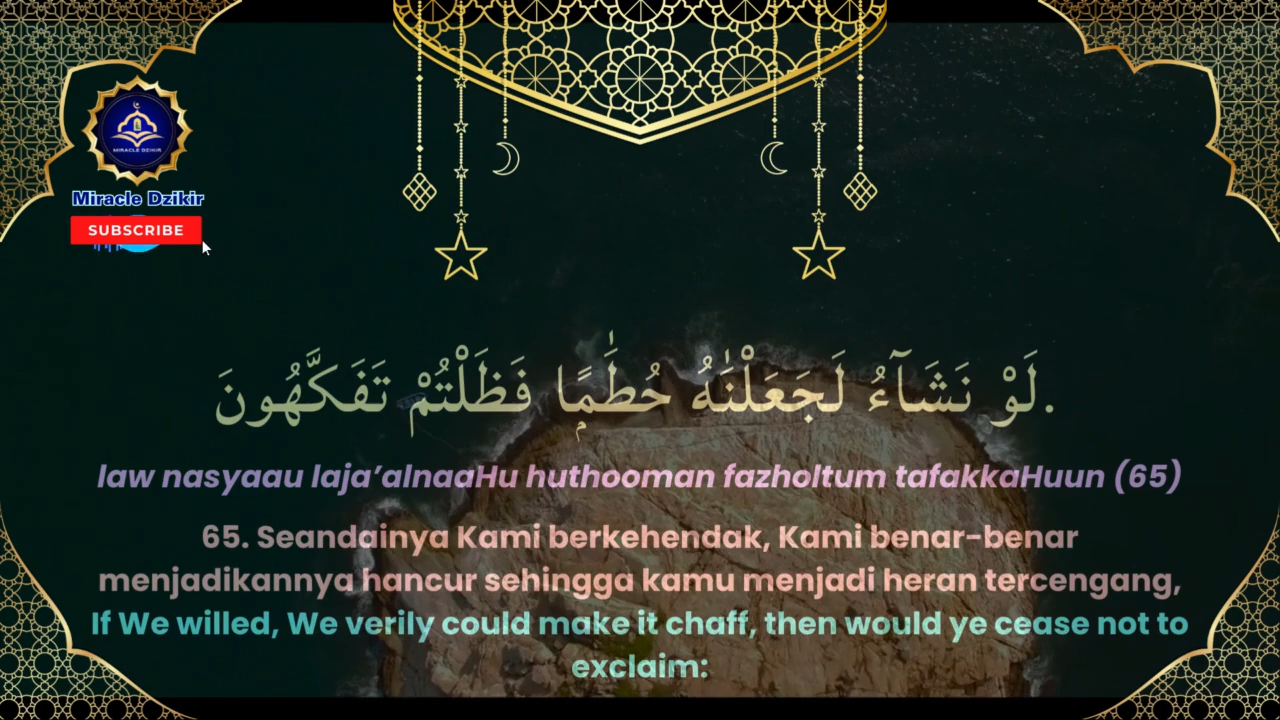 MIRACLE DZIKIR
Miracle Dzikir
SUBSCRIBE
لَوْ نَشَآءُ لَجَعَلْنَٰهُ حُطَٰمًۭا فَظَلْتُمْ تَفَكَّهُونَ.
law nasyaau laja’alnaaHu huthooman fazholtum tafakkaHuun (65)
65. Seandainya Kami berkehendak, Kami benar-benar
menjadikannya hancur sehingga kamu menjadi heran tercengang,
If We willed, We verily could make it chaff, then would ye cease not to
exclaim: